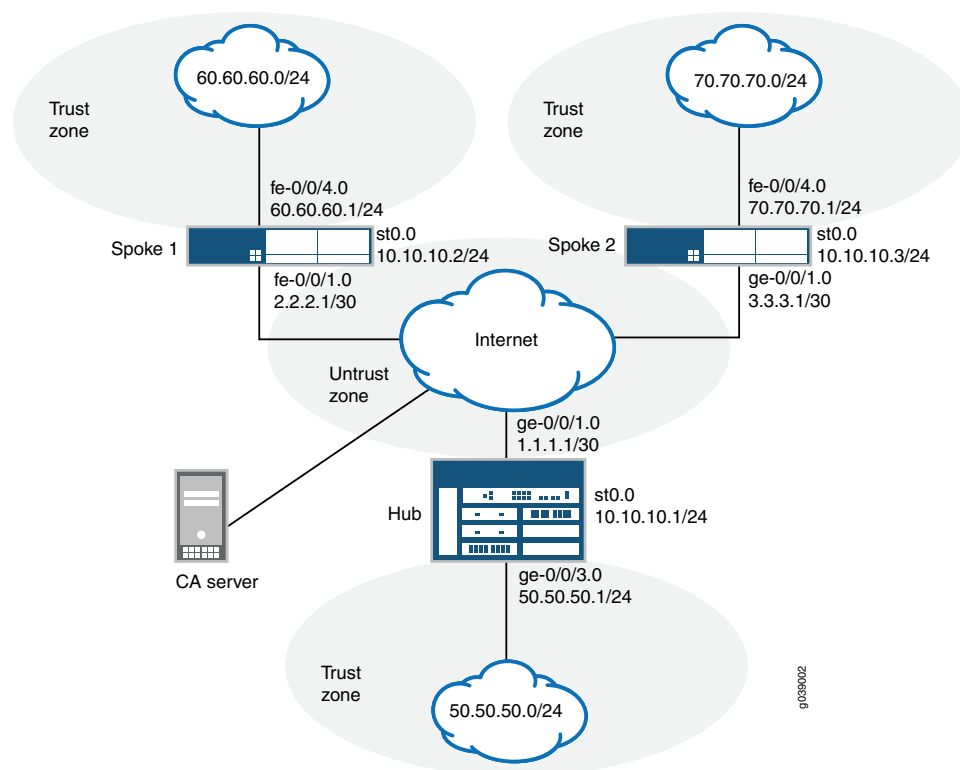 60.60.60.0/24
70.70.70.0/24
Trust
zone
Trust
zone
fe-0/0/4.0
60.60.60.1/24
fe-0/0/4.0
70.70.70.1/24
Spoke 1
st0.0
10.10.10.2/24
Spoke 2
st0.0
10.10.10.3/24
fe-0/0/1.0
2.2.2.1/30
ge-0/0/1.0
3.3.3.1/30
Internet
Untrust
zone
ge-0/0/1.0
1.1.1.1/30
Hub
st0.0
10.10.10.1/24
CA server
ge-0/0/3.0
50.50.50.1/24
Trust
zone
50.50.50.0/24
g039002